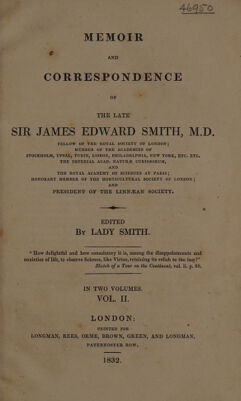 46950
MEMOIR
AND
CORRESPONDENCE
OF
THE LATE
SIR JAMES EDWARD SMITH, M.D.
FELLOW OF THE ROYAL SOCIETY OF LONDON;
MEMBER OF THE ACADEMIES OF
STOCKHOLM, UPSAL, TURIN, LISBON, PHILADELPHIA, NEW YORK, ETC. ETC.
THE IMPERIAL ACAD. NATURÆ CURIOSORUM,
AND
THE ROYAL ACADEMY OF SCIENCES AT PARIS;
HONORARY MEMBER OF THE HORTICULTURAL SOCIETY OF LONDON;
AND
PRESIDENT OF THE LINNÆAN SOCIETY.
EDITED
BY LADY SMITH.
"How delightful and how consolatory it is, among the disappointments and
anxieties of life, to observe Science, like Virtue, retaining its relish to the last!"
Sketch of a Tour on the Continent, vol. ii. p.
IN TWO VOLUMES.
VOL. II.
LONDON:
PRINTED FOR
LONGMAN, REES, ORME, BROWN, GREEN, AND LONGMAN,
PATERNOSTER ROW.
1832.